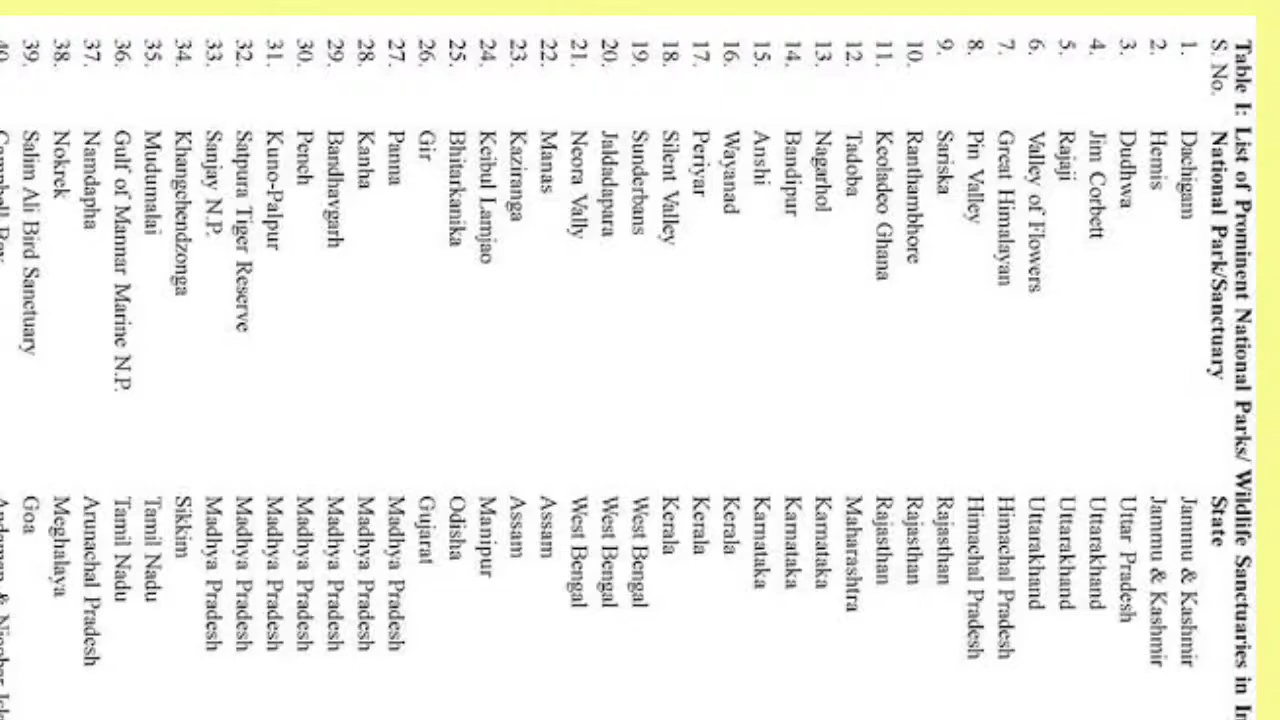 Table I: List of Prominent National Parks/ Wildlife Sanctuaries in
S. No. National Park/Sanctuary State
1. Dachigam Jammu & Kashmir
2. Hemis Jammu & Kashmir
3. Dudhwa Uttar Pradesh
4. Jim Corbett Uttarakhand
5. Rajaji Uttarakhand
6. Valley of Flowers Uttarakhand
7. Great Himalayan Himachal Pradesh
8. Pin Valley Himachal Pradesh
9. Sariska Rajasthan
10. Ranthambhore Rajasthan
11. Keoladeo Ghana Rajasthan
12. Tadoba Maharashtra
13. Nagarhol Karnataka
14. Bandipur Karnataka
15. Anshi Karnataka
16. Wayanad Kerala
17. Periyar Kerala
18. Silent Valley Kerala
19. Sunderbans West Bengal
20. Jaldadapara West Bengal
21. Neora Vally West Bengal
22. Manas Assam
23. Kaziranga Assam
24. Keibul Lamjao Manipur
25. Bhitarkanika Odisha
26. Gir Gujarat
27. Panna Madhya Pradesh
28. Kanha Madhya Pradesh
29. Bandhavgarh Madhya Pradesh
30. Pench Madhya Pradesh
31. Kuno-Palpur Madhya Pradesh
32. Satpura Tiger Reserve Madhya Pradesh
33. Sanjay N.P. Madhya Pradesh
34. Khangchendzonga Sikkim
35. Mudumalai Tamil Nadu
36. Gulf of Mannar Marine N.P. Tamil Nadu
37. Namdapha Arunachal Pradesh
38. Nokrek Meghalaya
39. Salim Ali Bird Sanctuary Goa